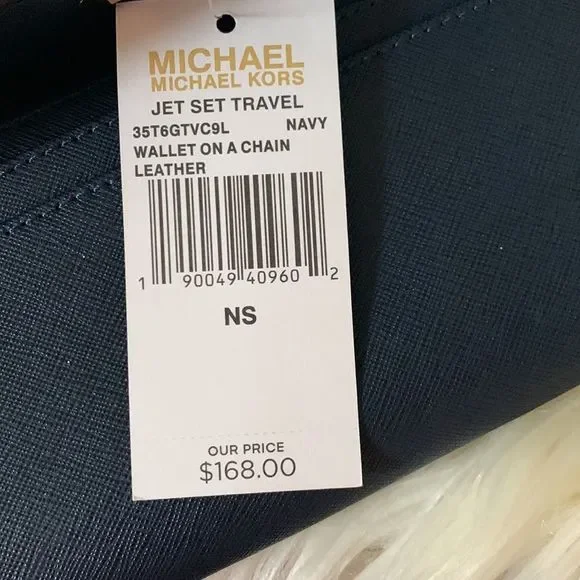 MICHAEL
MICHAEL KORS
JET SET TRAVEL
35T6GTVC9L NAVY
WALLET ON A CHAIN
LEATHER
1 90049 40960 2
NS
OUR PRICE
$168.00